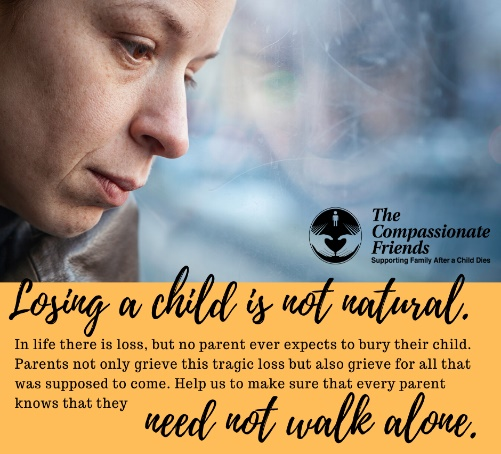 The
Compassionate
Friends
Supporting Family After a Child Dies
Losing a child is not natural.
In life there is loss, but no parent ever expects to bury their child.
Parents not only grieve this tragic loss but also grieve for all that
was supposed to come. Help us to make sure that every parent
knows that they
need not walk alone.